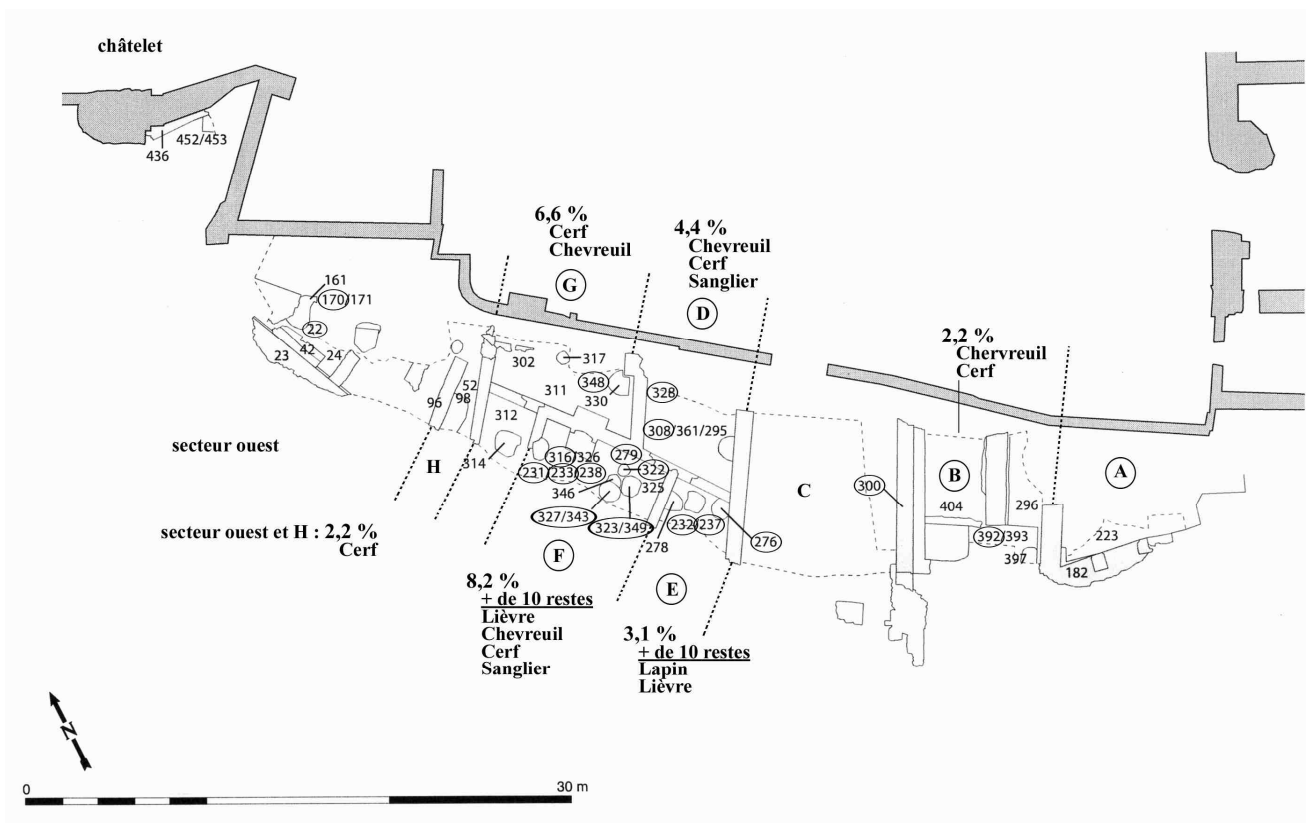 châtelet
452/453
436
6,6 %
Cerf
Chevreuil
G
4,4 %
Chevreuil
Cerf
Sanglier
D
161
170/171
22
23
42
24
2,2 %
Chervreuil
Cerf
302
317
52
98
96
311
348
330
328
312
308/361/295
secteur ouest
H
314
316/326
279
231
233
238
322
346
325
C
300
B
A
404
296
327/343
323/349
278
232
237
276
392/393
397
223
182
secteur ouest et H : 2,2 %
Cerf
F
8,2 %
+ de 10 restes
Lièvre
Chevreuil
Cerf
Sanglier
E
3,1 %
+ de 10 restes
Lapin
Lièvre
N
0
30 m